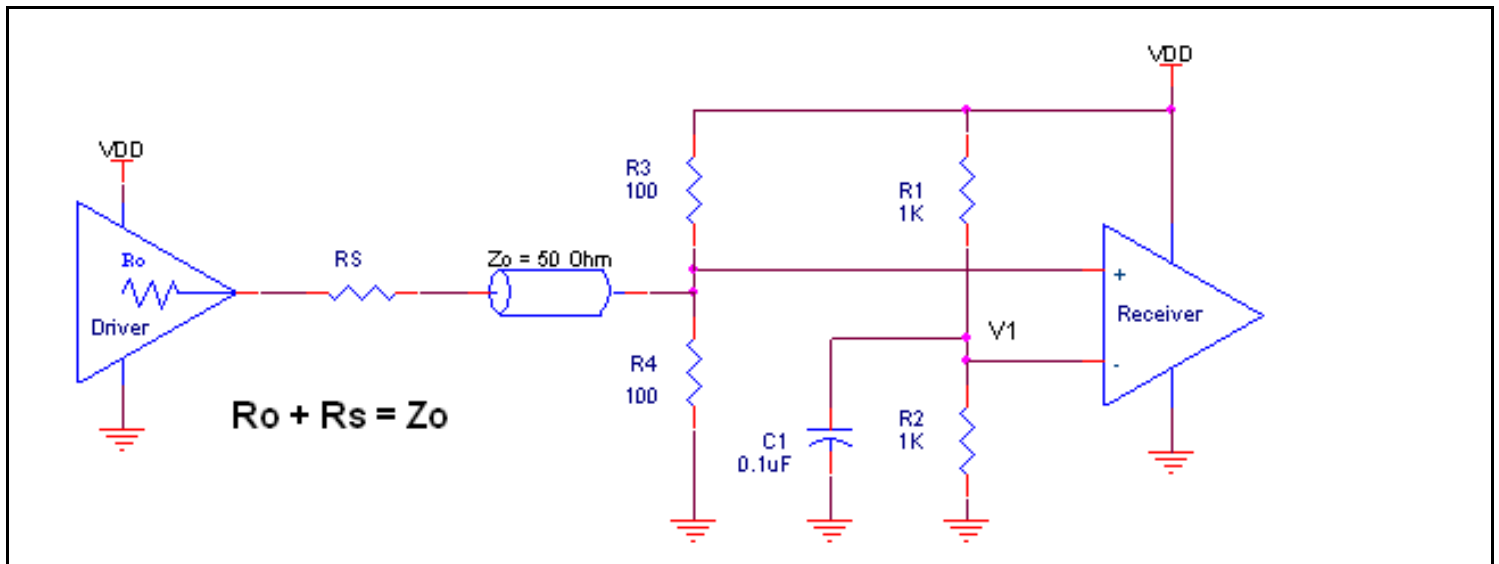 VDD
VDD
R3
100
R1
1K
Ro
RS
Zo = 50 Ohm
+
Driver
Receiver
V1
R4
100
-
Ro + Rs = Zo
C1
0.1uF
R2
1K